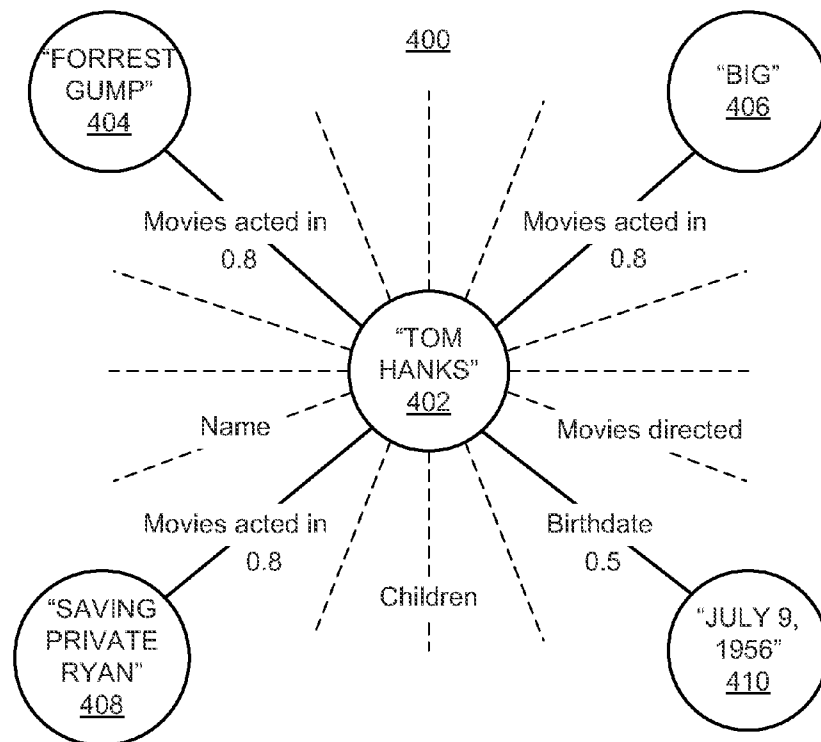 400
“FORREST
GUMP”
404
“BIG”
406
Movies acted in
0.8
Movies acted in
0.8
“TOM
HANKS”
402
Name
Movies directed
Movies acted in
0.8
Birthdate
0.5
Children
“SAVING
PRIVATE
RYAN”
408
“JULY 9,
1956”
410